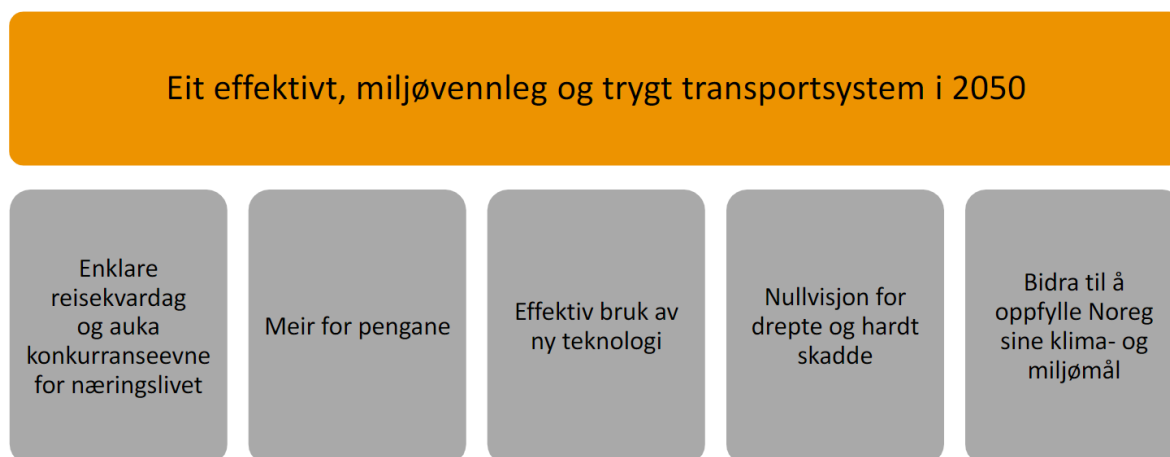 Eit effektivt, miljøvennleg og trygt transportsystem i 2050
Enklare
reisekvardag
og auka
konkurranseevne
for næringslivet
Meir for pengane
Effektiv bruk av
ny teknologi
Nullvisjon for
drepte og hardt
skadde
Bidra til å
oppfylle Noreg
sine klima- og
miljømål